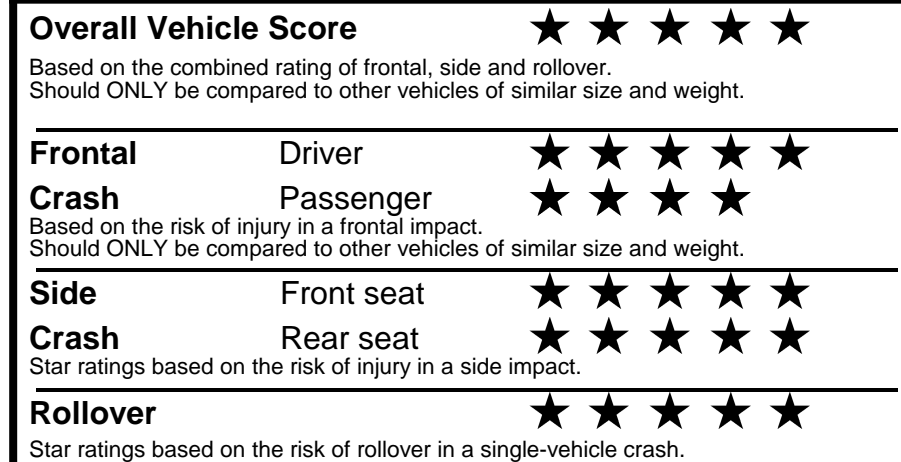 Overall Vehicle Score ★ ★ ★ ★ ★
Based on the combined rating of frontal, side and rollover.
Should ONLY be compared to other vehicles of similar size and weight.
Frontal Driver ★ ★ ★ ★ ★
Crash Passenger ★ ★ ★ ★
Based on the risk of injury in a frontal impact.
Should ONLY be compared to other vehicles of similar size and weight.
Side Front seat ★ ★ ★ ★ ★
Crash Rear seat ★ ★ ★ ★ ★
Star ratings based on the risk of injury in a side impact.
Rollover ★ ★ ★ ★ ★
Star ratings based on the risk of rollover in a single-vehicle crash.